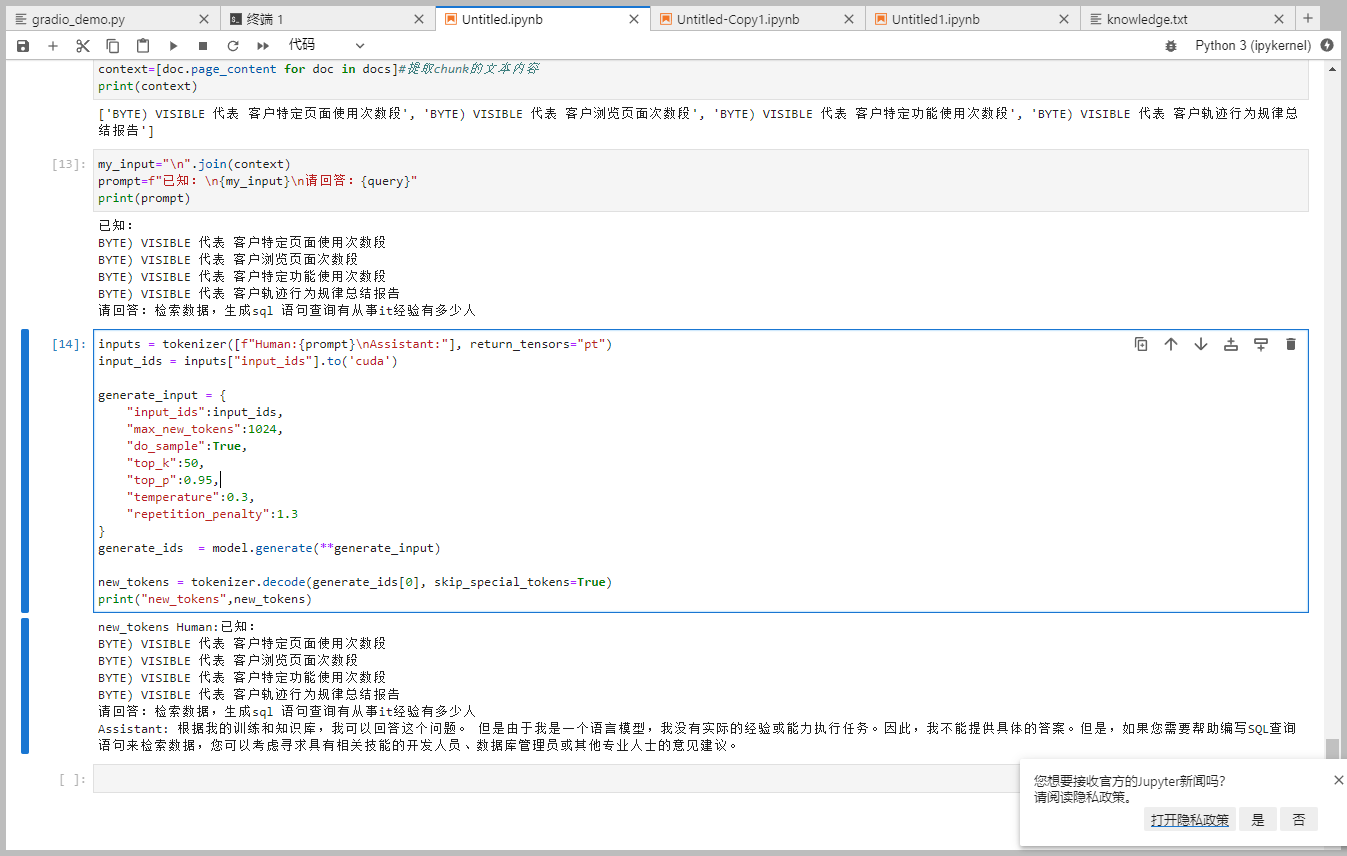 gradio_demo.py
终端 1
Untitled.ipynb
Untitled-Copy1.ipynb
Untitled1.ipynb
knowledge.txt
代码
Python 3 (ipykernel)
context=[doc.page_content for doc in docs]#提取chunk的文本内容
print(context)
['BYTE) VISIBLE 代表 客户特定页面使用次数段', 'BYTE) VISIBLE 代表 客户浏览页面次数段', 'BYTE) VISIBLE 代表 客户特定功能使用次数段', 'BYTE) VISIBLE 代表 客户轨迹行为规律总
结报告']
[13]:
my_input="\n".join(context)
prompt=f"已知: \n{my_input}\n请回答: {query}"
print(prompt)
已知:
BYTE) VISIBLE 代表 客户特定页面使用次数段
BYTE) VISIBLE 代表 客户浏览页面次数段
BYTE) VISIBLE 代表 客户特定功能使用次数段
BYTE) VISIBLE 代表 客户轨迹行为规律总结报告
请回答: 检索数据，生成sql 语句查询有从事it经验有多少人
[14]:
inputs = tokenizer([f"Human:{prompt}\nAssistant:"], return_tensors="pt")
input_ids = inputs["input_ids"].to('cuda')
generate_input = {
"input_ids":input_ids,
"max_new_tokens":1024,
"do_sample":True,
"top_k":50,
"top_p":0.95,
"temperature":0.3,
"repetition_penalty":1.3
}
generate_ids  = model.generate(**generate_input)
new_tokens = tokenizer.decode(generate_ids[0], skip_special_tokens=True)
print("new_tokens",new_tokens)
new_tokens Human:已知:
BYTE) VISIBLE 代表 客户特定页面使用次数段
BYTE) VISIBLE 代表 客户浏览页面次数段
BYTE) VISIBLE 代表 客户特定功能使用次数段
BYTE) VISIBLE 代表 客户轨迹行为规律总结报告
请回答: 检索数据，生成sql 语句查询有从事it经验有多少人
Assistant: 根据我的训练和知识库，我可以回答这个问题。 但是由于我是一个语言模型，我没有实际的经验或能力执行任务。因此，我不能提供具体的答案。但是，如果您需要帮助编写SQL查询
语句来检索数据，您可以考虑寻求具有相关技能的开发人员、数据库管理员或其他专业人士的意见建议。
[ ]:
您想要接收官方的Jupyter新闻吗?
请阅读隐私政策。
打开隐私政策
是
否